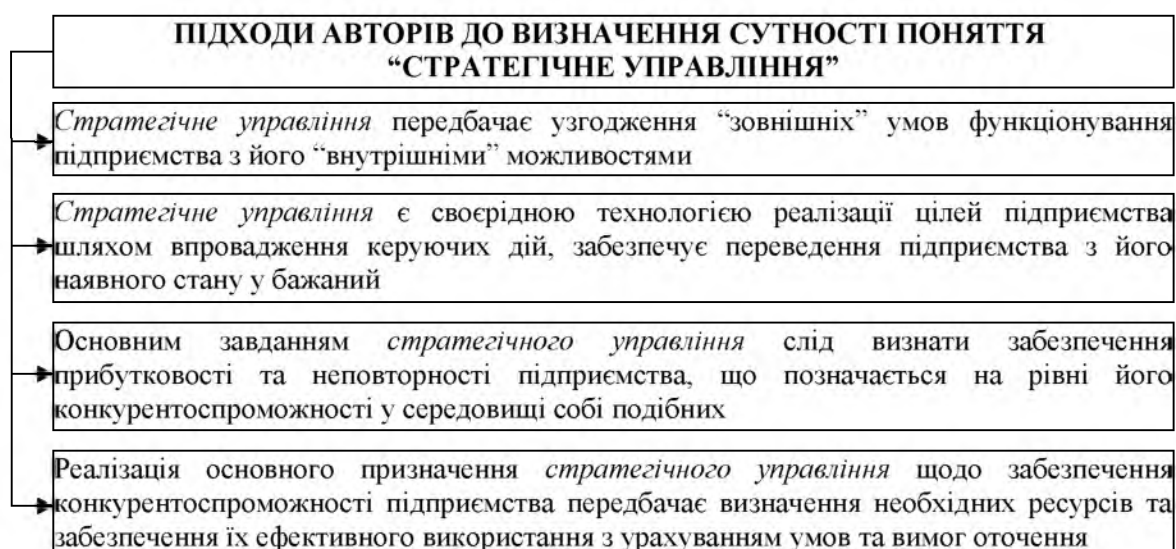 ПІДХОДИ АВТОРІВ ДО ВИЗНАЧЕННЯ СУТНОСТІ ПОНЯТТЯ
“СТРАТЕГІЧНЕ УПРАВЛІННЯ”
Стратегічне управління передбачає узгодження “зовнішніх” умов функціонування
підприємства з його “внутрішніми” можливостями
Стратегічне управління є своєрідною технологією реалізації цілей підприємства
шляхом впровадження керуючих дій, забезпечує переведення підприємства з його
наявного стану у бажаний
Основним завданням стратегічного управління слід визнати забезпечення
прибутковості та неповторності підприємства, що позначається на рівні його
конкурентоспроможності у середовищі собі подібних
Реалізація основного призначення стратегічного управління щодо забезпечення
конкурентоспроможності підприємства передбачає визначення необхідних ресурсів та
забезпечення їх ефективного використання з урахуванням умов та вимог оточення